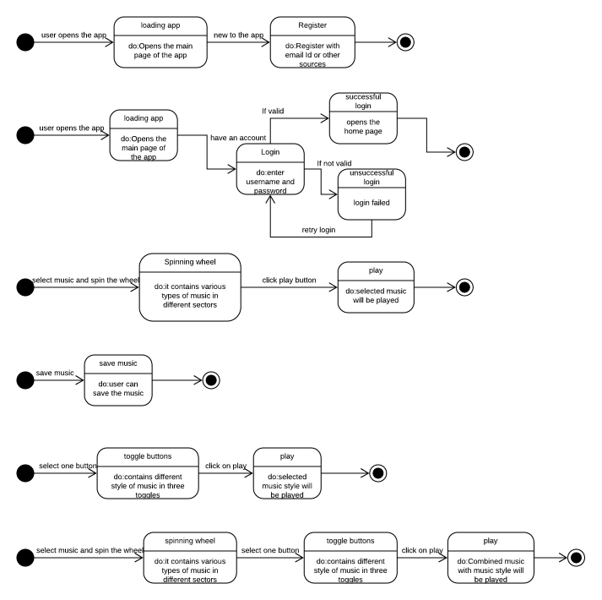 user opens the app
loading app
do:Opens the main
page of the app
new to the app
Register
do:Register with
email Id or other
sources
user opens the app
loading app
do:Opens the
main page of
the app
have an account
Login
do:enter
username and
password
If valid
successful
login
opens the
home page
If not valid
unsuccessful
login
login failed
retry login
select music and spin the wheel
Spinning wheel
do:it contains various
types of music in
different sectors
click play button
play
do:selected music
will be played
save music
save music
do:user can
save the music
select one button
toggle buttons
do:contains different
style of music in three
toggles
click on play
play
do:selected
music style will
be played
select music and spin the wheel
spinning wheel
do:it contains various
types of music in
different sectors
select one button
toggle buttons
do:contains different
style of music in three
toggles
click on play
play
do:Combined music
with music style will
be played